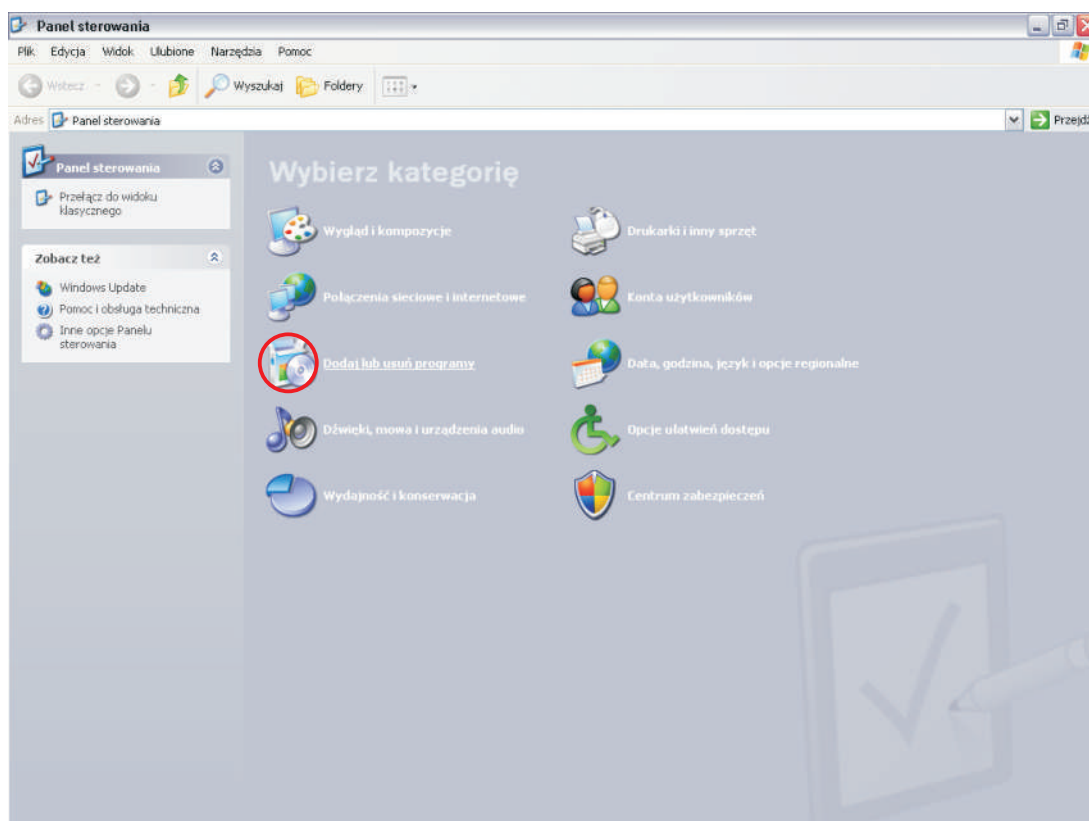 Panel sterowania
Plik Edycja Widok Ulubione Narzędzia Pomoc
Wstecz Wyszukaj Foldery
Adres Panel sterowania Przejdź
Panel sterowania
Przełącz do widoku
klasycznego
Zobacz też
Windows Update
Pomoc i obsługa techniczna
Inne opcje Panelu
sterowania
Wybierz kategorię
Wygląd i kompozycje
Drukarki i inny sprzęt
Połączenia sieciowe i internetowe
Konta użytkowników
Dodaj lub usuń programy
Data, godzina, język i opcje regionalne
Dźwięki, mowa i urządzenia audio
Opcje ułatwień dostępu
Wydajność i konserwacja
Centrum zabezpieczeń